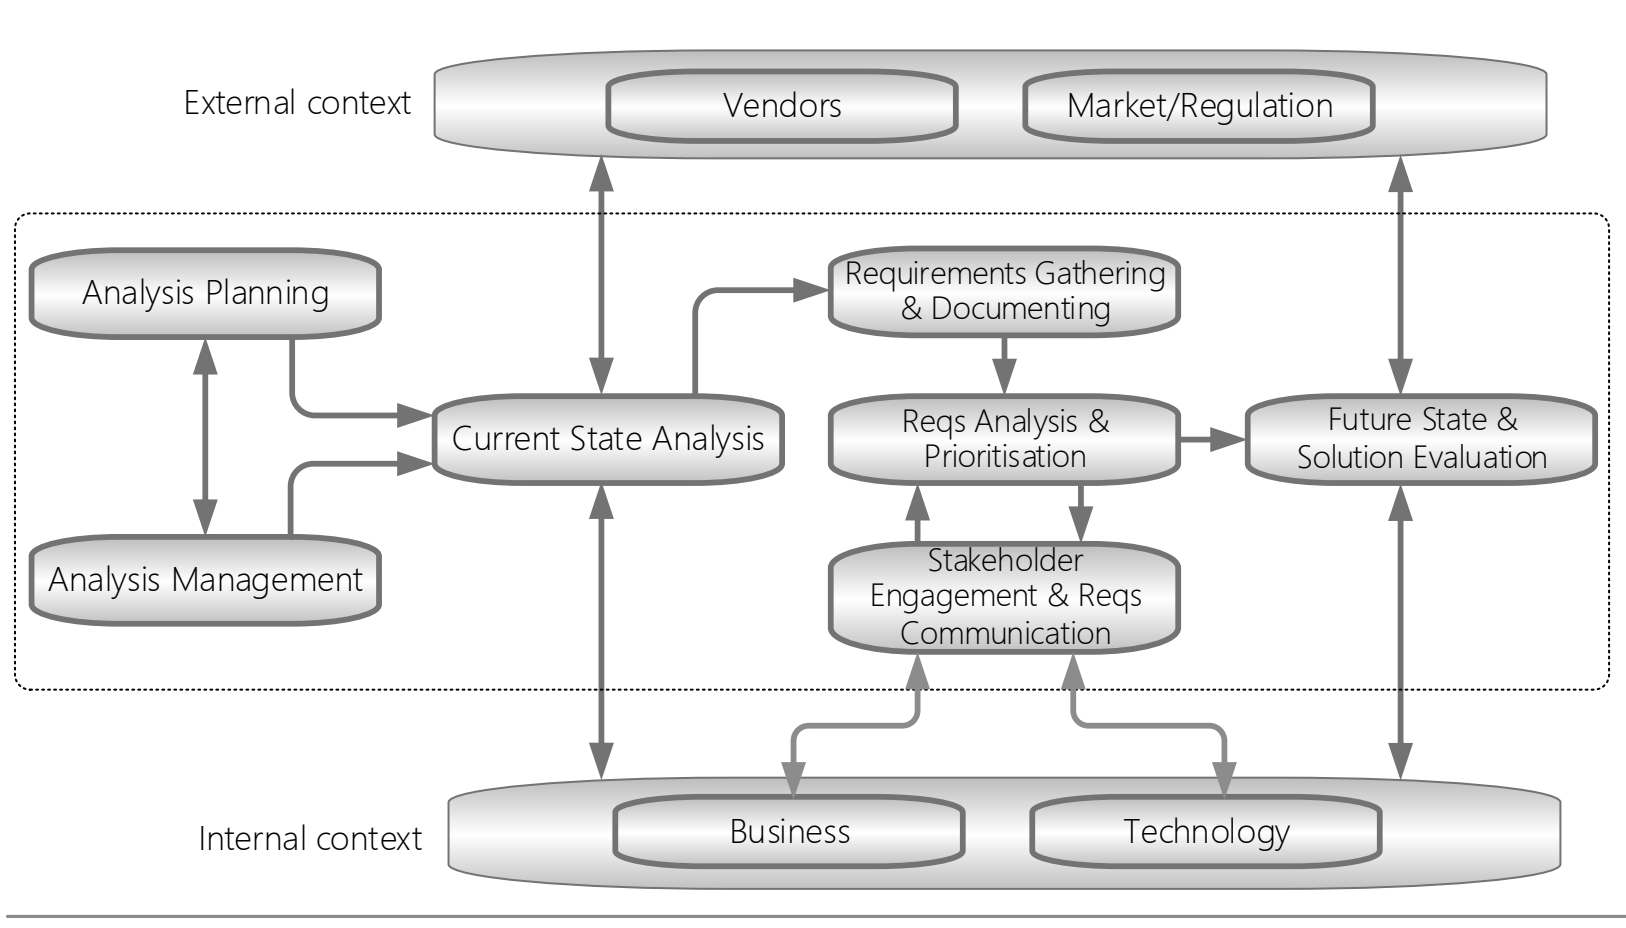 External context
Vendors
Market/Regulation
Analysis Planning
Requirements Gathering
& Documenting
Current State Analysis
Reqs Analysis &
Prioritisation
Future State &
Solution Evaluation
Analysis Management
Stakeholder
Engagement & Reqs
Communication
Internal context
Business
Technology